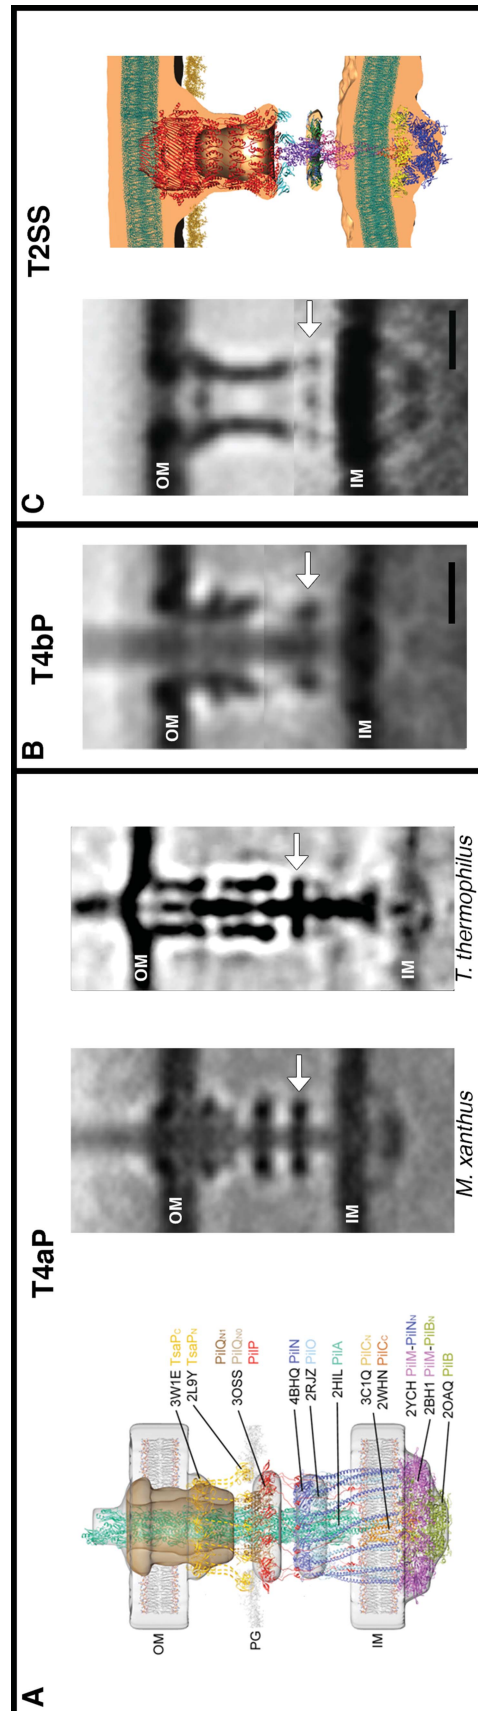 A
T4aP
OM
PG
IM
3W1E TsaPC
2L9Y TsaPN
PilQN1
3OSS PilQN0
PilP
4BHQ PilN
2RJZ PilO
2HIL PilA
3C1Q PilCN
2WHN PilCC
2YCH PilM-PilNN
2BH1 PilM-PilBN
2OAQ PilB
OM
IM
M. xanthus
OM
IM
T. thermophilus
B
T4bP
OM
IM
C
T2SS
OM
IM